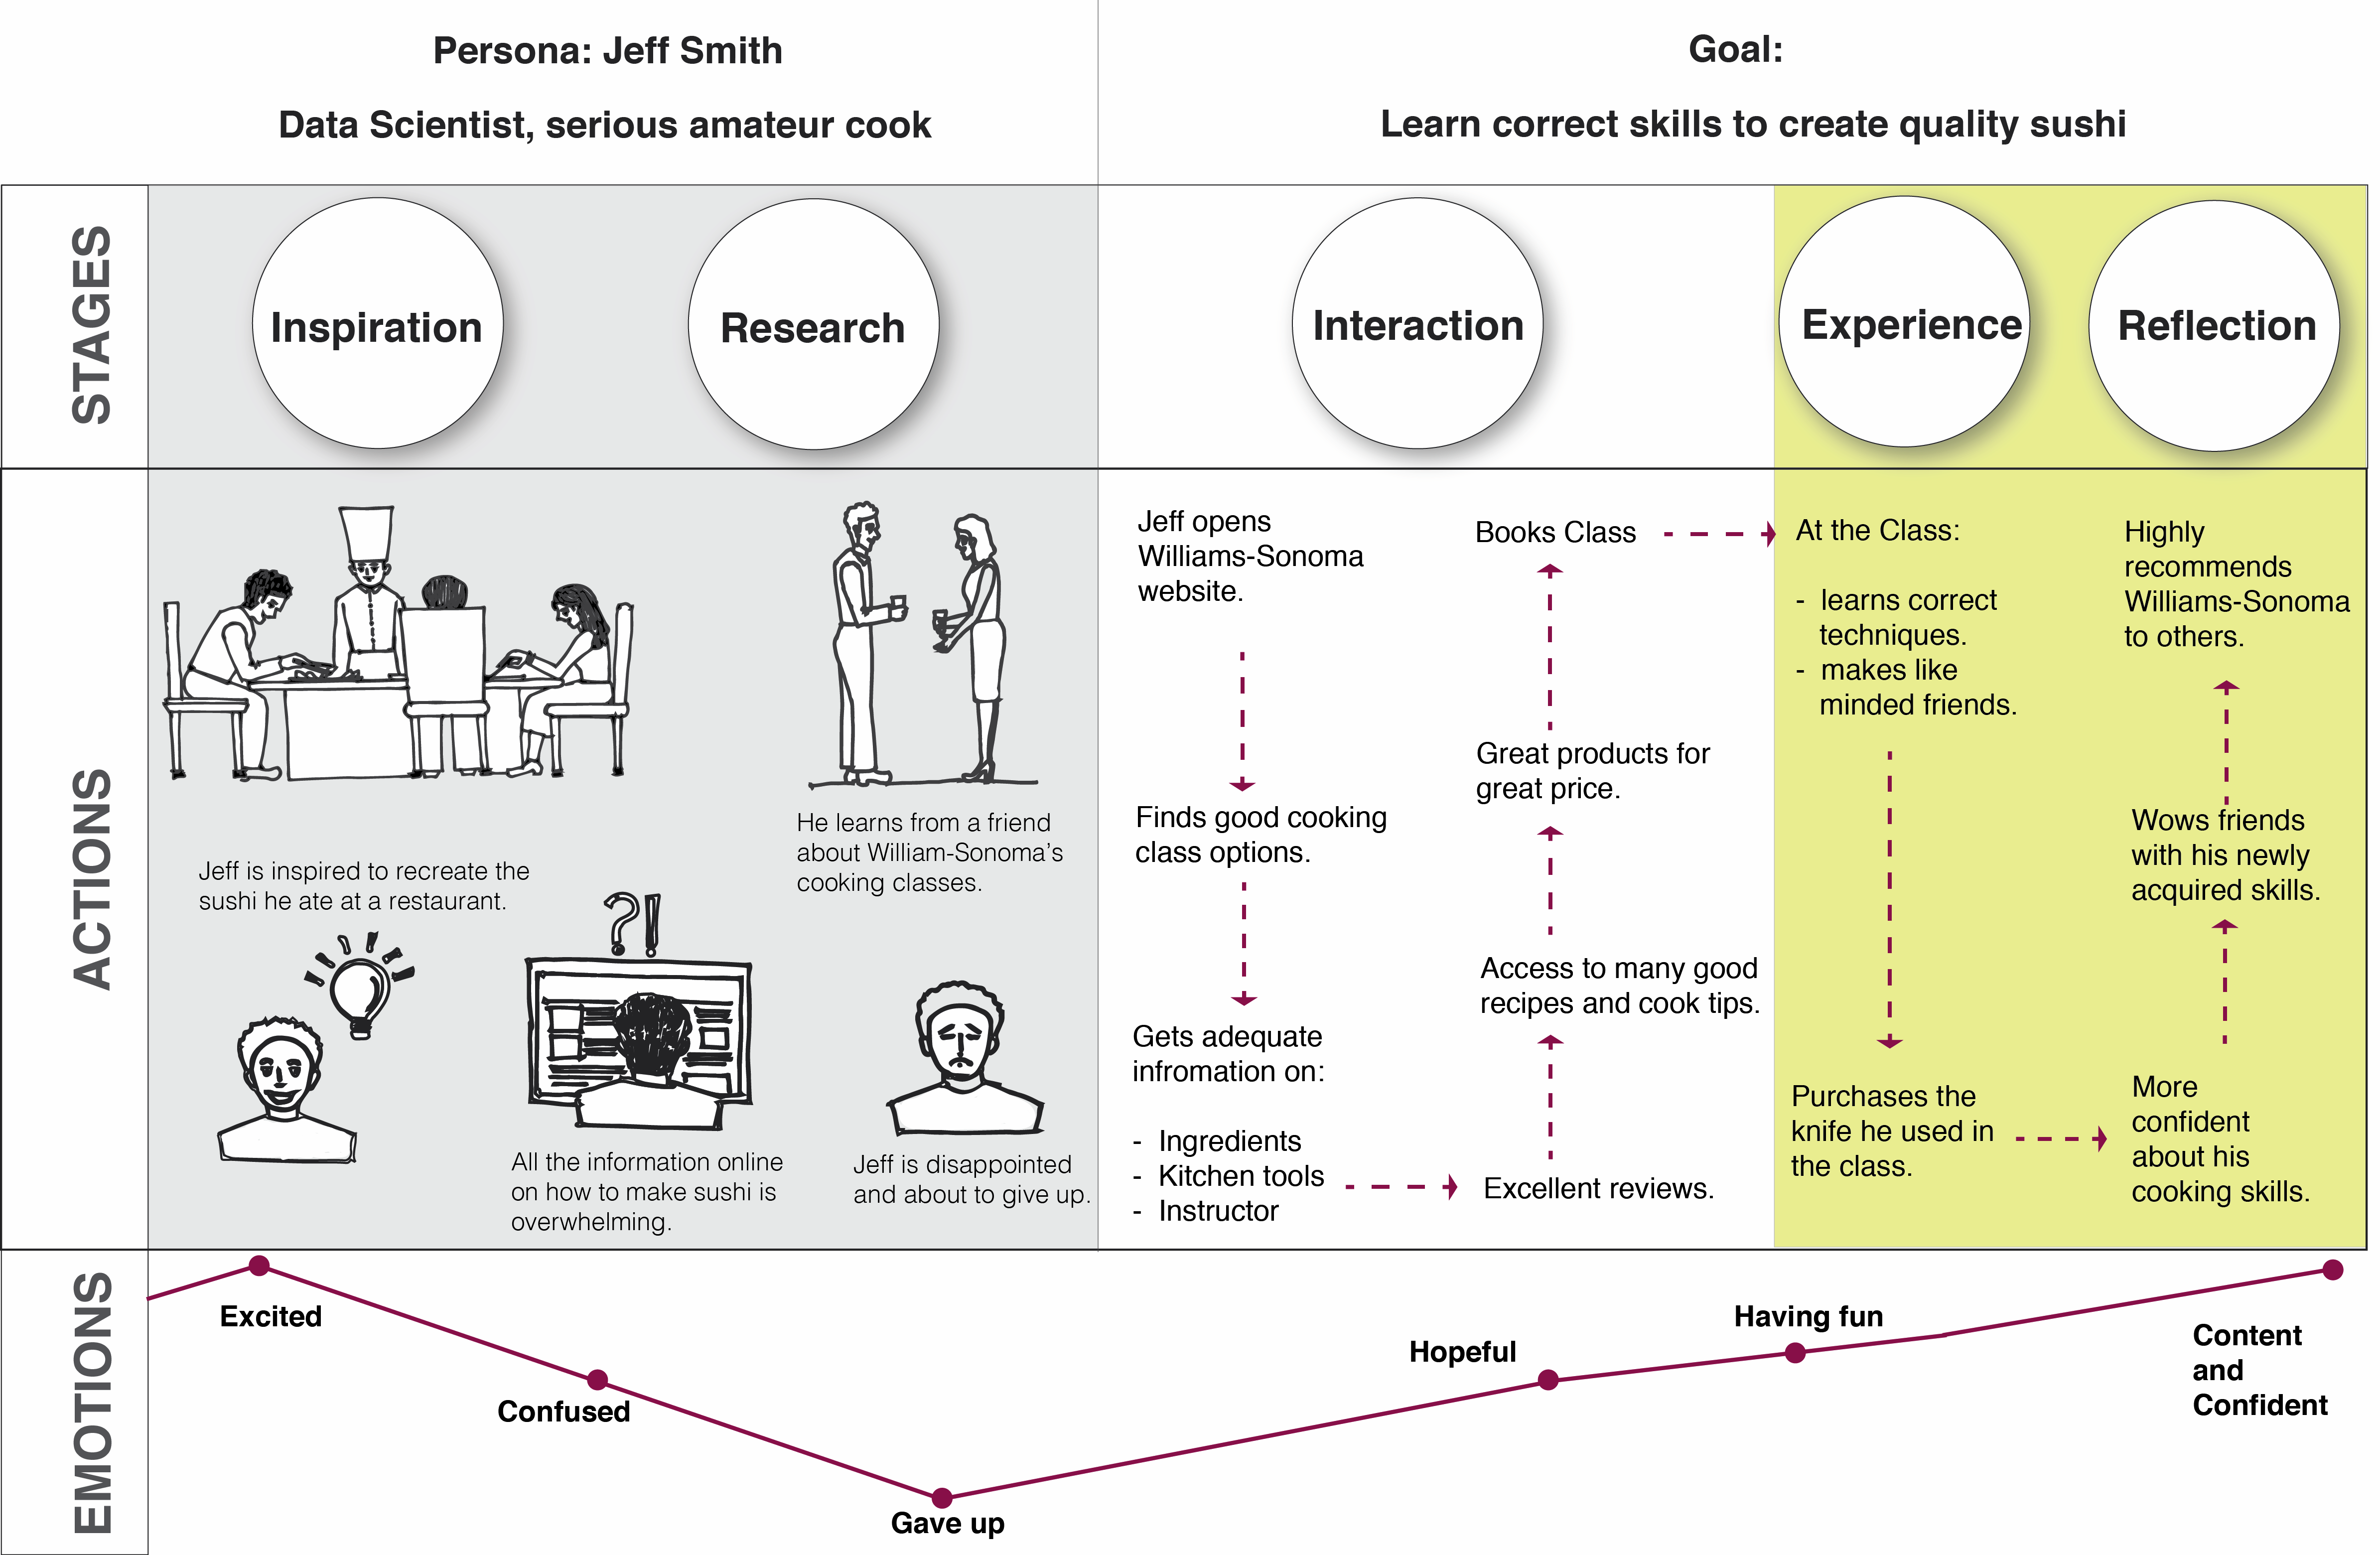 Persona: Jeff Smith
Data Scientist, serious amateur cook
Goal:
Learn correct skills to create quality sushi
STAGES
Inspiration
Research
Interaction
Experience
Reflection
ACTIONS
Jeff is inspired to recreate the
sushi he ate at a restaurant.
?!
All the information online
on how to make sushi is
overwhelming.
He learns from a friend
about William-Sonoma's
cooking classes.
Jeff is disappointed
and about to give up.
Jeff opens
Williams-Sonoma
website.
Finds good cooking
class options.
Gets adequate
infromation on:
- Ingredients
- Kitchen tools
- Instructor
Excellent reviews.
Access to many good
recipes and cook tips.
Great products for
great price.
Books Class
At the Class:
- learns correct
techniques.
- makes like
minded friends.
Purchases the
knife he used in
the class.
More
confident
about his
cooking skills.
Wows friends
with his newly
acquired skills.
Highly
recommends
Williams-Sonoma
to others.
EMOTIONS
Excited
Confused
Gave up
Hopeful
Having fun
Content
and
Confident